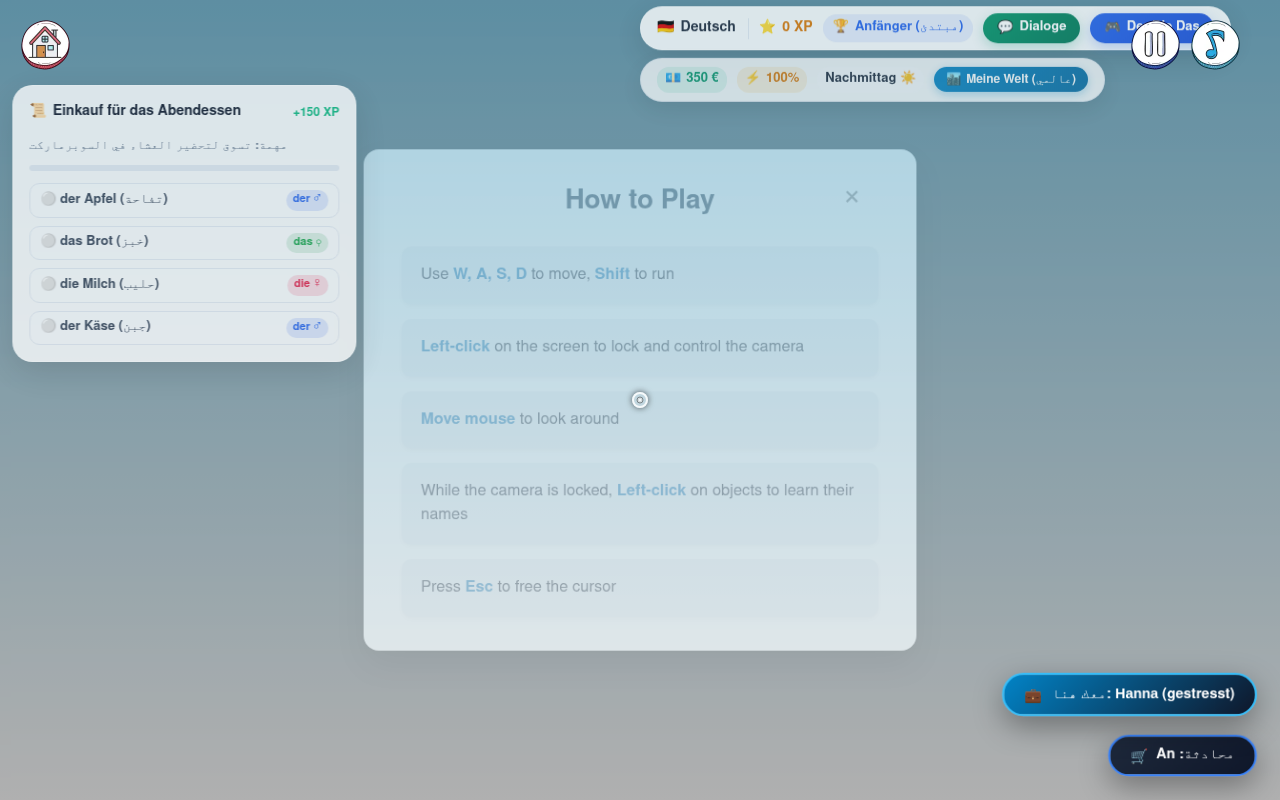 Deutsch
0 XP
Anfänger (مبتدئ)
Dialoge
350 €
100%
Nachmittag
Meine Welt (عالمي)
Einkauf für das Abendessen
+150 XP
مهمة: تسوق لتحضير العشاء في السوبرماركت
der Apfel (تفاحة)
der ♂
das Brot (خبز)
das ♀
die Milch (حليب)
die ♀
der Käse (جبن)
der ♂
How to Play
×
Use W, A, S, D to move, Shift to run
Left-click on the screen to lock and control the camera
Move mouse to look around
While the camera is locked, Left-click on objects to learn their
names
Press Esc to free the cursor
معك هنا: Hanna (gestresst)
محادثة: An